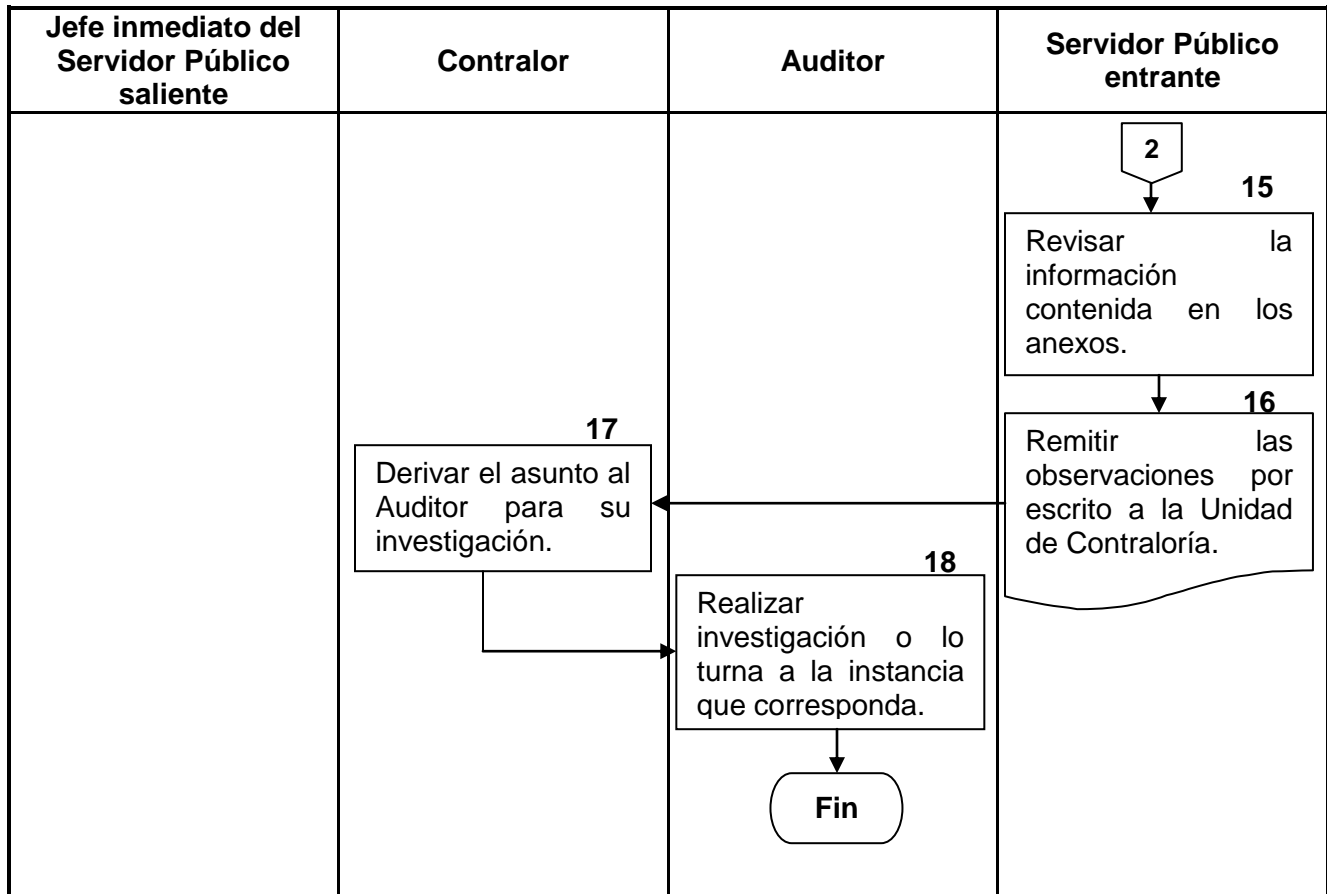 Jefe inmediato del
Servidor Público
saliente
Contralor
Auditor
Servidor Público
entrante
2
15
Revisar la
información
contenida en los
anexos.
16
Remitir las
observaciones por
escrito a la Unidad
de Contraloría.
17
Derivar el asunto al
Auditor para su
investigación.
18
Realizar
investigación o lo
turna a la instancia
que corresponda.
Fin